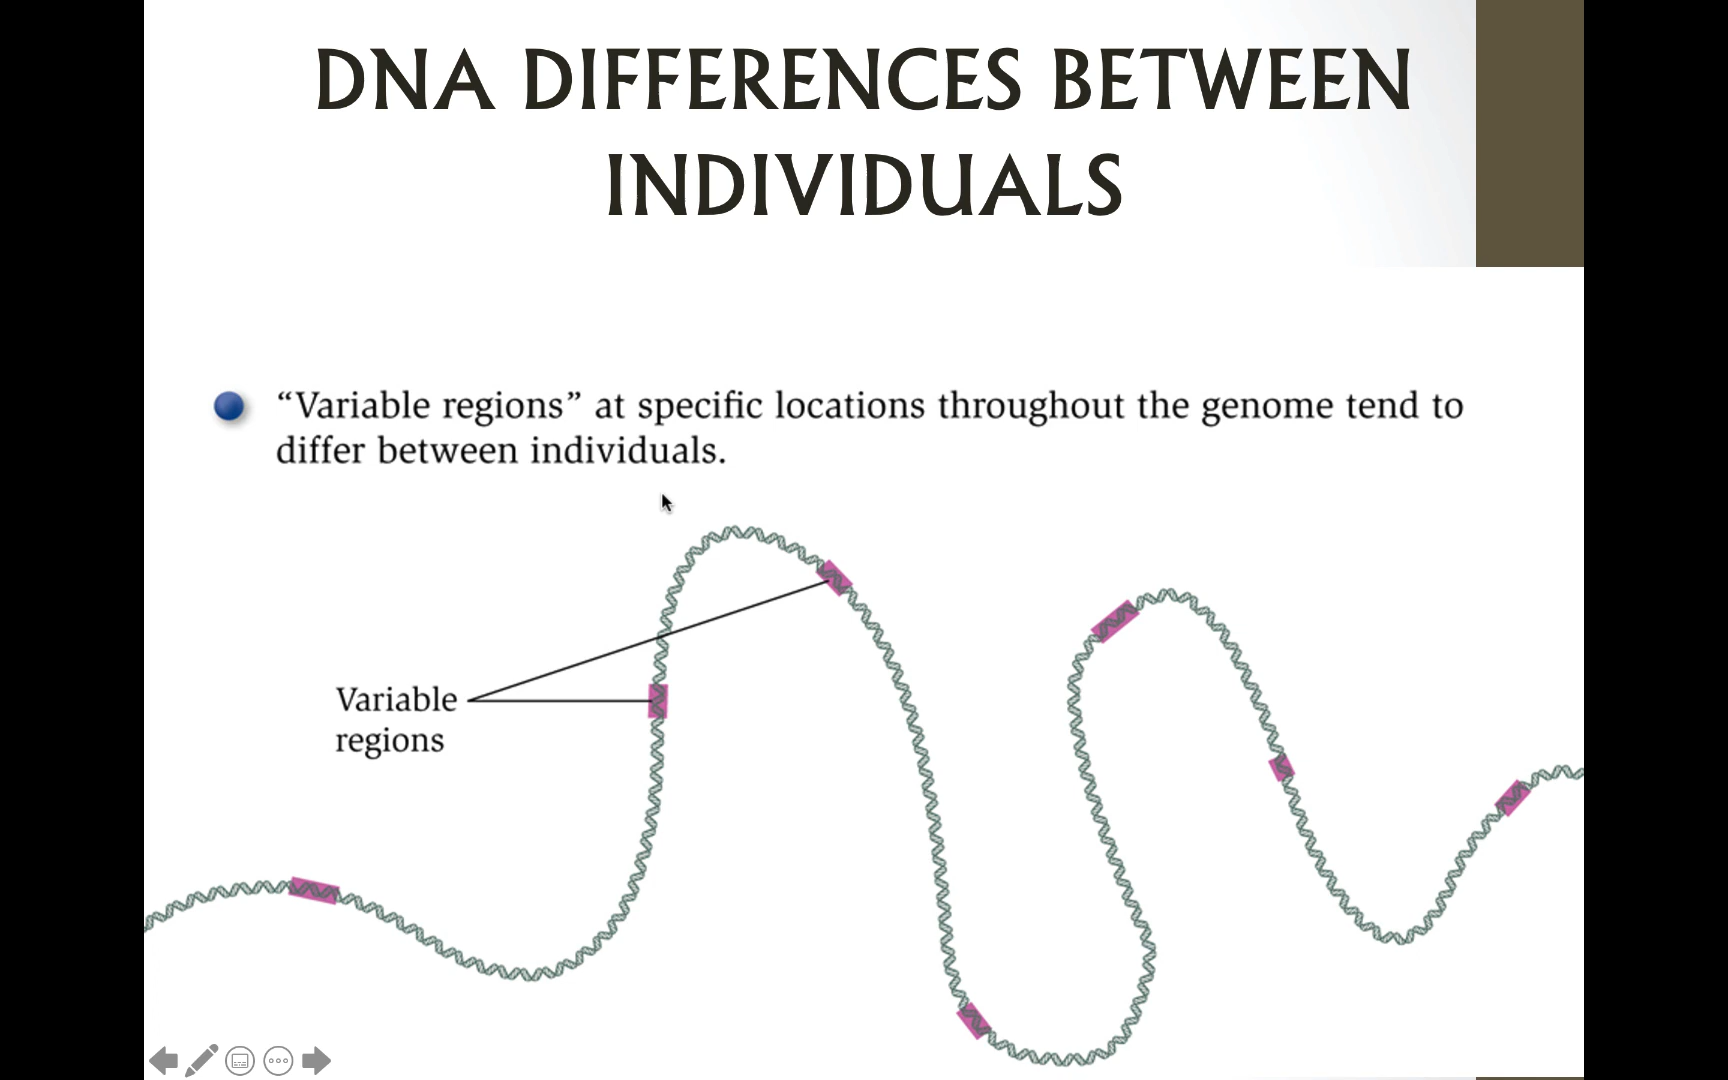 DNA DIFFERENCES BETWEEN
INDIVIDUALS
“Variable regions” at specific locations throughout the genome tend to
differ between individuals.
Variable
regions